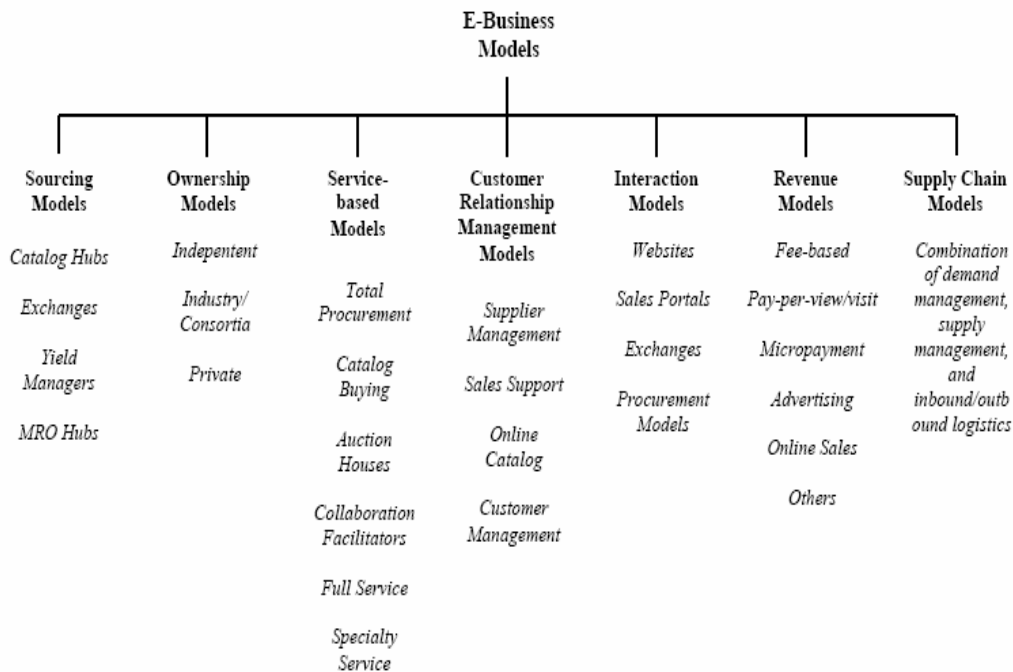 E-Business
Models
Sourcing
Models
Catalog Hubs
Exchanges
Yield
Managers
MRO Hubs
Ownership
Models
Indepentent
Industry/
Consortia
Private
Service-
based
Models
Total
Procurement
Catalog
Buying
Auction
Houses
Collaboration
Facilitators
Full Service
Specialty
Service
Customer
Relationship
Management
Models
Supplier
Management
Sales Support
Online
Catalog
Customer
Management
Interaction
Models
Websites
Sales Portals
Exchanges
Procurement
Models
Revenue
Models
Fee-based
Pay-per-view/visit
Micropayment
Advertising
Online Sales
Others
Supply Chain
Models
Combination
of demand
management,
supply
management,
and
inbound/outb
ound logistics